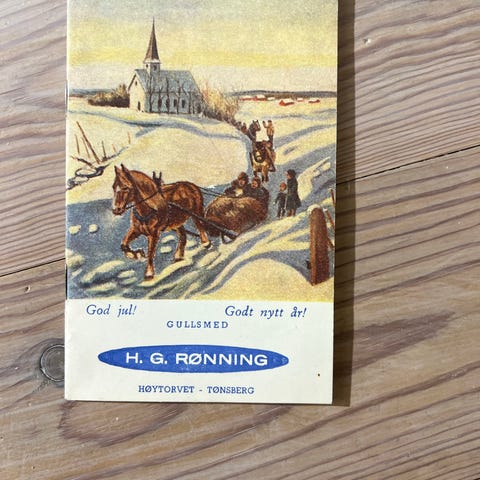 God jul! Godt nytt år!
GULLSMED
H. G. RØNNING
HØYTORVET - TØNSBERG